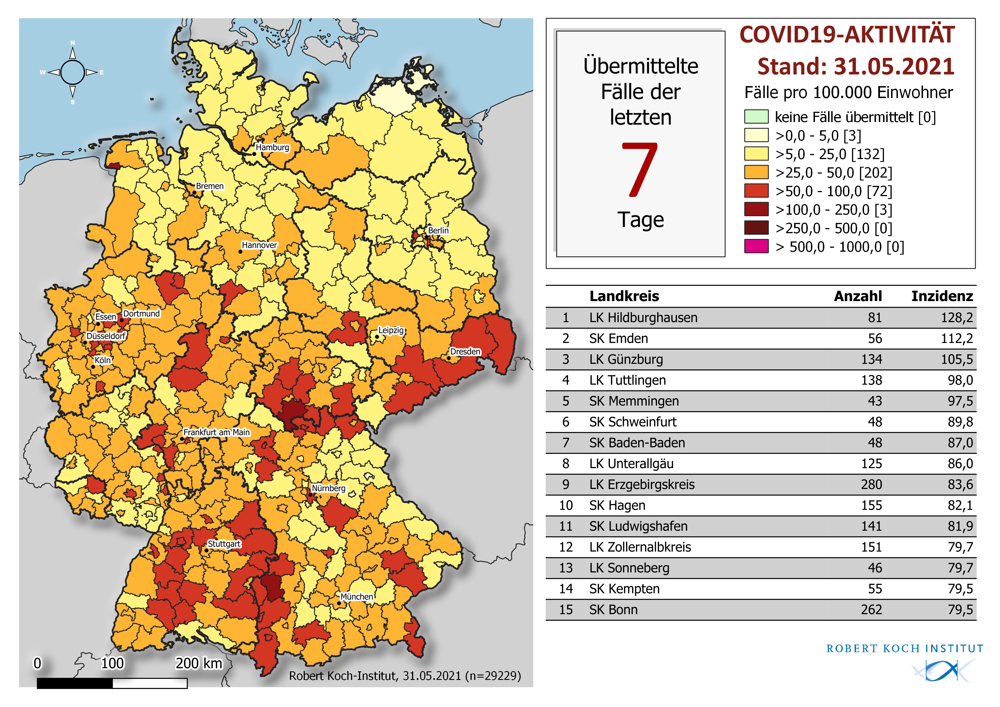 N
W
E
S
Hamburg
Bremen
Berlin
Hannover
Essen
Dortmund
Düsseldorf
Leipzig
Dresden
Köln
Frankfurt am Main
Nürnberg
Stuttgart
München
0 100 200 km
Robert Koch-Institut, 31.05.2021 (n=29229)
Übermittelte
Fälle der
letzten
7
Tage
COVID19-AKTIVITÄT
Stand: 31.05.2021
Fälle pro 100.000 Einwohner
keine Fälle übermittelt [0]
>0,0 - 5,0 [3]
>5,0 - 25,0 [132]
>25,0 - 50,0 [202]
>50,0 - 100,0 [72]
>100,0 - 250,0 [3]
>250,0 - 500,0 [0]
> 500,0 - 1000,0 [0]
Landkreis Anzahl Inzidenz
1 LK Hildburghausen 81 128,2
2 SK Emden 56 112,2
3 LK Günzburg 134 105,5
4 LK Tuttlingen 138 98,0
5 SK Memmingen 43 97,5
6 SK Schweinfurt 48 89,8
7 SK Baden-Baden 48 87,0
8 LK Unterallgäu 125 86,0
9 LK Erzgebirgskreis 280 83,6
10 SK Hagen 155 82,1
11 SK Ludwigshafen 141 81,9
12 LK Zollernalbkreis 151 79,7
13 LK Sonneberg 46 79,7
14 SK Kempten 55 79,5
15 SK Bonn 262 79,5
ROBERT KOCH INSTITUT